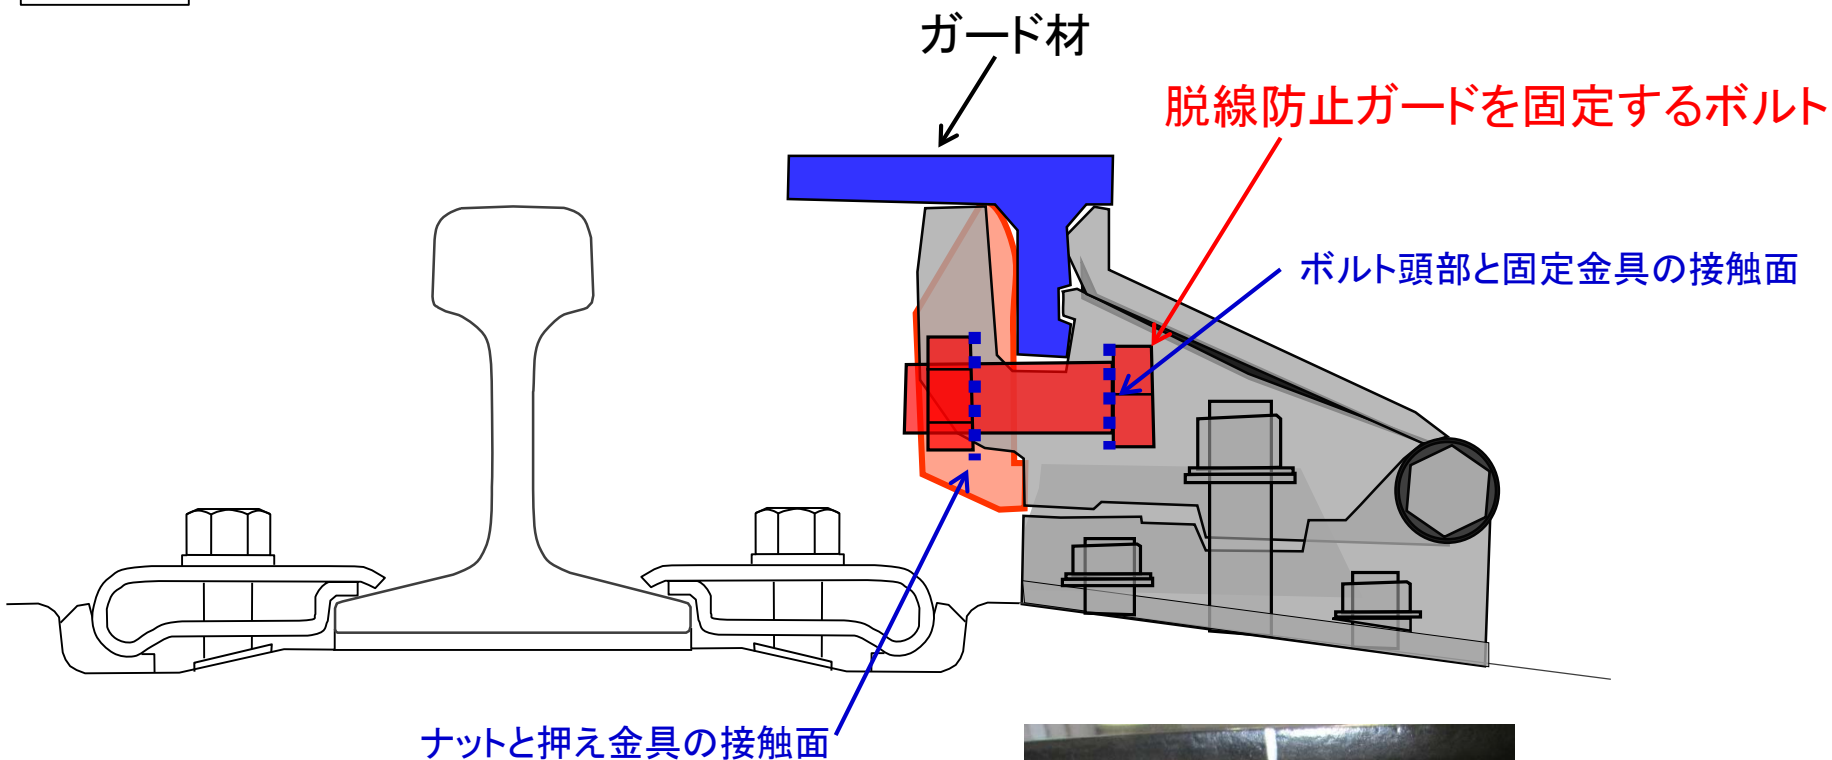 ガード材
脱線防止ガードを固定するボルト
ボルト頭部と固定金具の接触面
ナットと押え金具の接触面